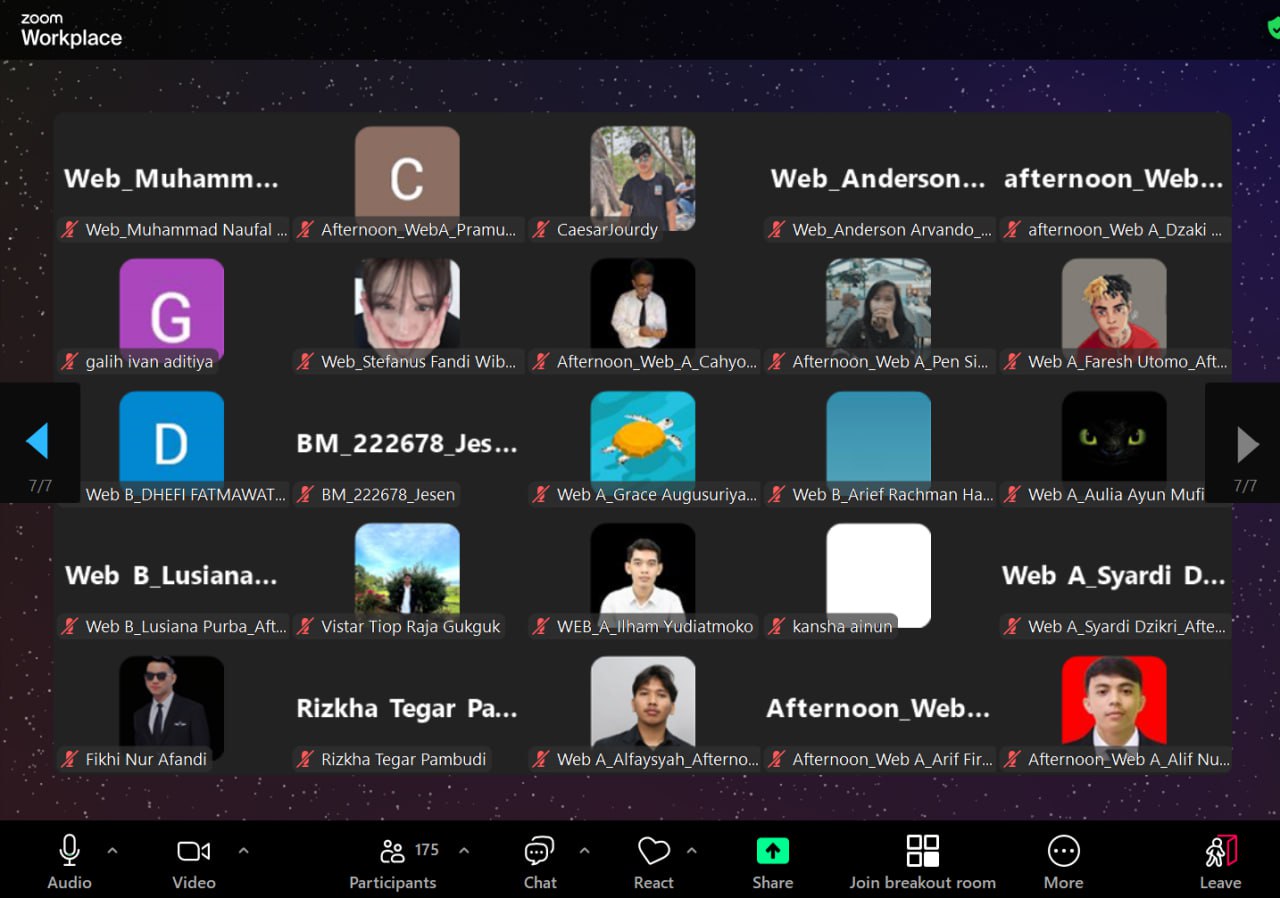 zoom
Workplace
Web_Muhamm...
C
Web_Anderson...
afternoon_Web...
Web_Muhammad Naufal ...
Afternoon_WebA_Pramu...
CaesarJourdy
Web_Anderson Arvando_...
afternoon_Web A_Dzaki ...
G
galih ivan aditiya
Web_Stefanus Fandi Wib...
Afternoon_Web_A_Cahyo...
Afternoon_Web A_Pen Si...
Web A_Faresh Utomo_Aft...
D
BM_222678_Jes...
7/7
Web B_DHEFI FATMAWAT...
BM_222678_Jesen
Web A_Grace Augusuriya...
Web B_Arief Rachman Ha...
Web A_Aulia Ayun Mufi
7/7
Web B_Lusiana...
Web A_Syardi D...
Web B_Lusiana Purba_Aft...
Vistar Tiop Raja Gukguk
WEB_A_Ilham Yudiatmoko
kansha ainun
Web A_Syardi Dzikri_Afte...
Rizkha Tegar Pa...
Afternoon_Web...
Fikhi Nur Afandi
Rizkha Tegar Pambudi
Web A_Alfaysyah_Afterno...
Afternoon_Web A_Arif Fir...
Afternoon_Web A_Alif Nu...
175
Audio
Video
Participants
Chat
React
Share
Join breakout room
More
Leave